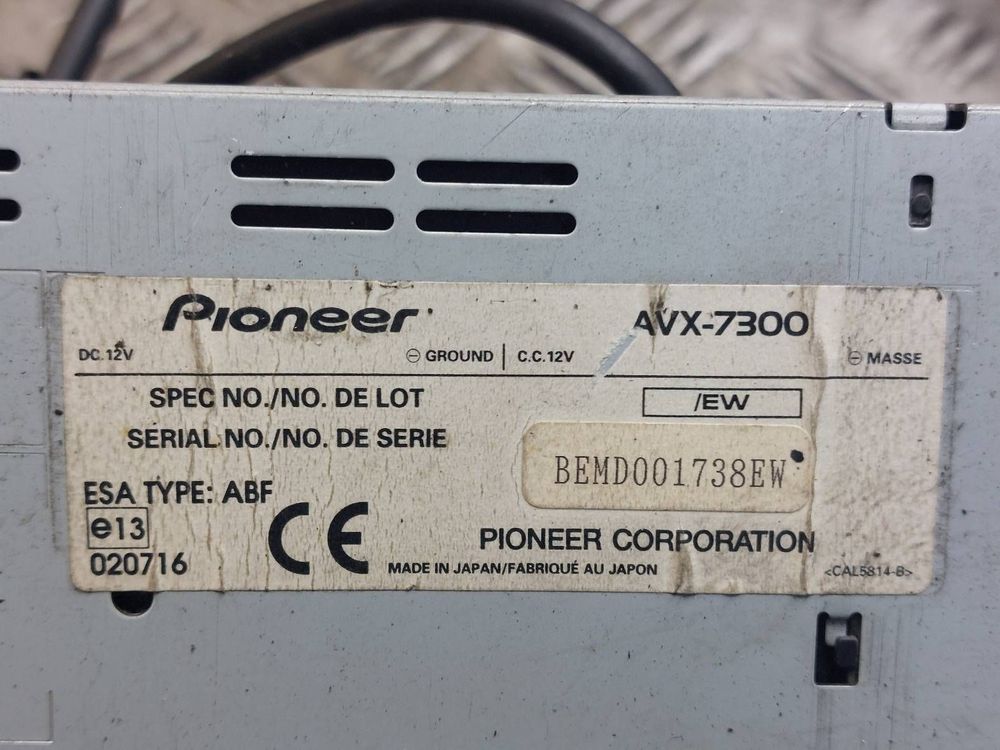 Pioneer AVX-7300
DC.12V ⊖ GROUND | C.C.12V ⊖ MASSE
SPEC NO./NO. DE LOT /EW
SERIAL NO./NO. DE SERIE BEMD001738EW
ESA TYPE: ABF
e13
020716
CE
PIONEER CORPORATION
MADE IN JAPAN/FABRIQUÉ AU JAPON
<CAL5814-B>